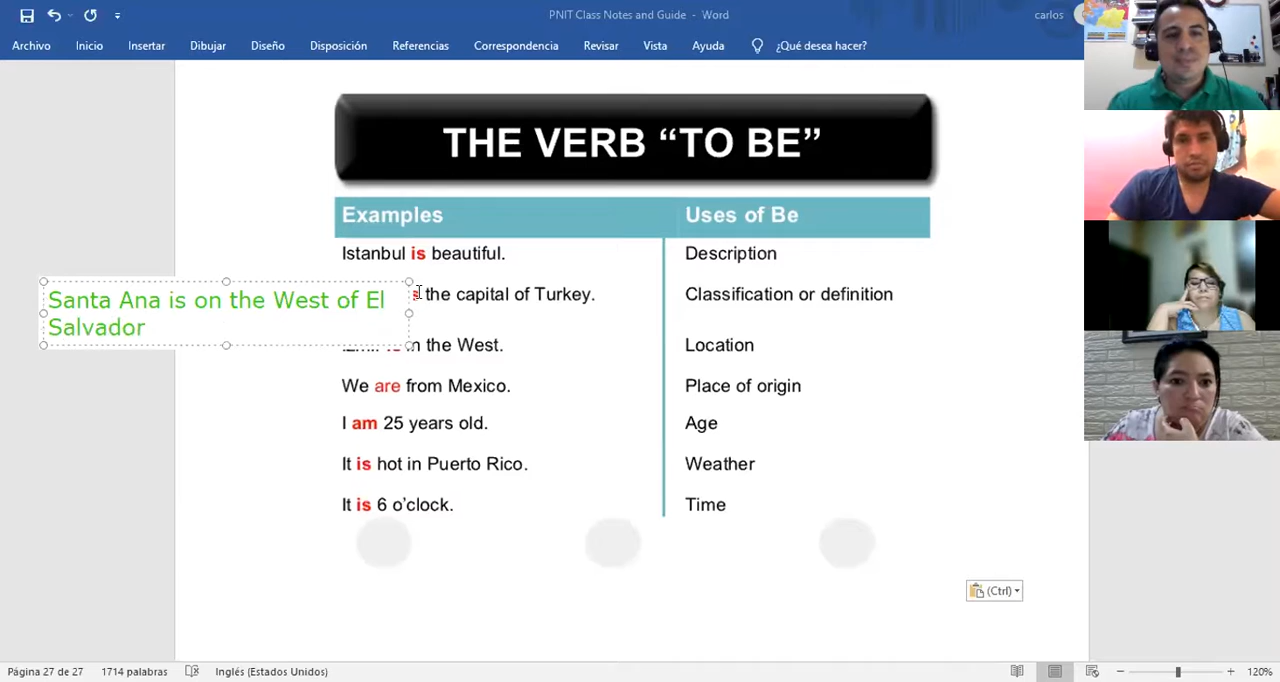 PNIT Class Notes and Guide - Word
carlos
Archivo Inicio Insertar Dibujar Diseño Disposición Referencias Correspondencia Revisar Vista Ayuda ¿Qué desea hacer?
THE VERB “TO BE”
Examples Uses of Be
Istanbul is beautiful. Description
Santa Ana is on the West of El
Salvador
the capital of Turkey. Classification or definition
in the West. Location
We are from Mexico. Place of origin
I am 25 years old. Age
It is hot in Puerto Rico. Weather
It is 6 o’clock. Time
(Ctrl)
Página 27 de 27 1714 palabras Inglés (Estados Unidos) 120%